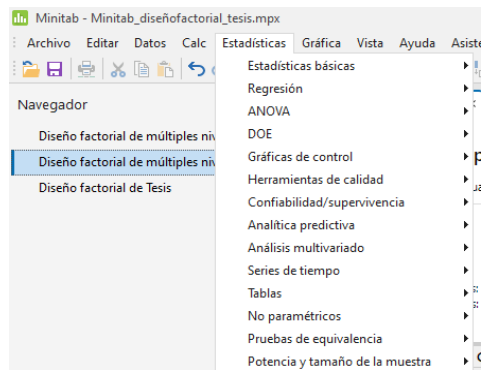 Minitab - Minitab_diseñofactorial_tesis.mpx
Archivo Editar Datos Calc Estadísticas Gráfica Vista Ayuda
Navegador
Diseño factorial de múltiples
Diseño factorial de múltiples
Diseño factorial de Tesis
Estadísticas básicas
Regresión
ANOVA
DOE
Gráficas de control
Herramientas de calidad
Confiabilidad/supervivencia
Analítica predictiva
Análisis multivariado
Series de tiempo
Tablas
No paramétricos
Pruebas de equivalencia
Potencia y tamaño de la muestra